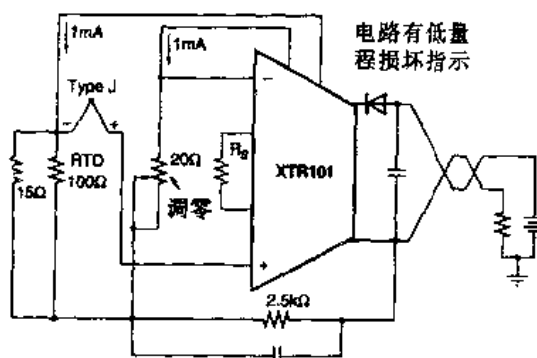 1mA
1mA
电路有低量
程损坏指示
Type J
-
+
-
15Ω
RTD
100Ω
20Ω
调零
Rg
XTR101
+
2.5kΩ